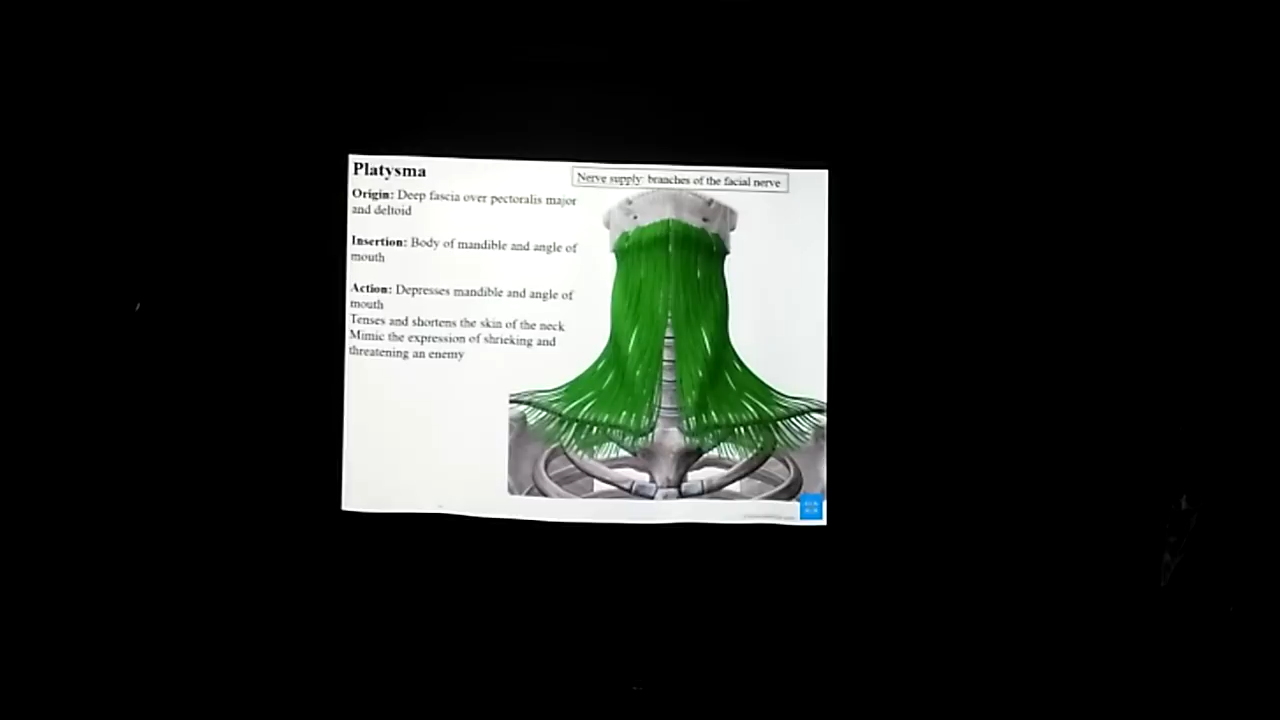 Platysma
Nerve supply: branches of the facial nerve
Origin: Deep fascia over pectoralis major
and deltoid
Insertion: Body of mandible and angle of
mouth
Action: Depresses mandible and angle of
mouth
Tenses and shortens the skin of the neck
Mimic the expression of shrieking and
threatening an enemy